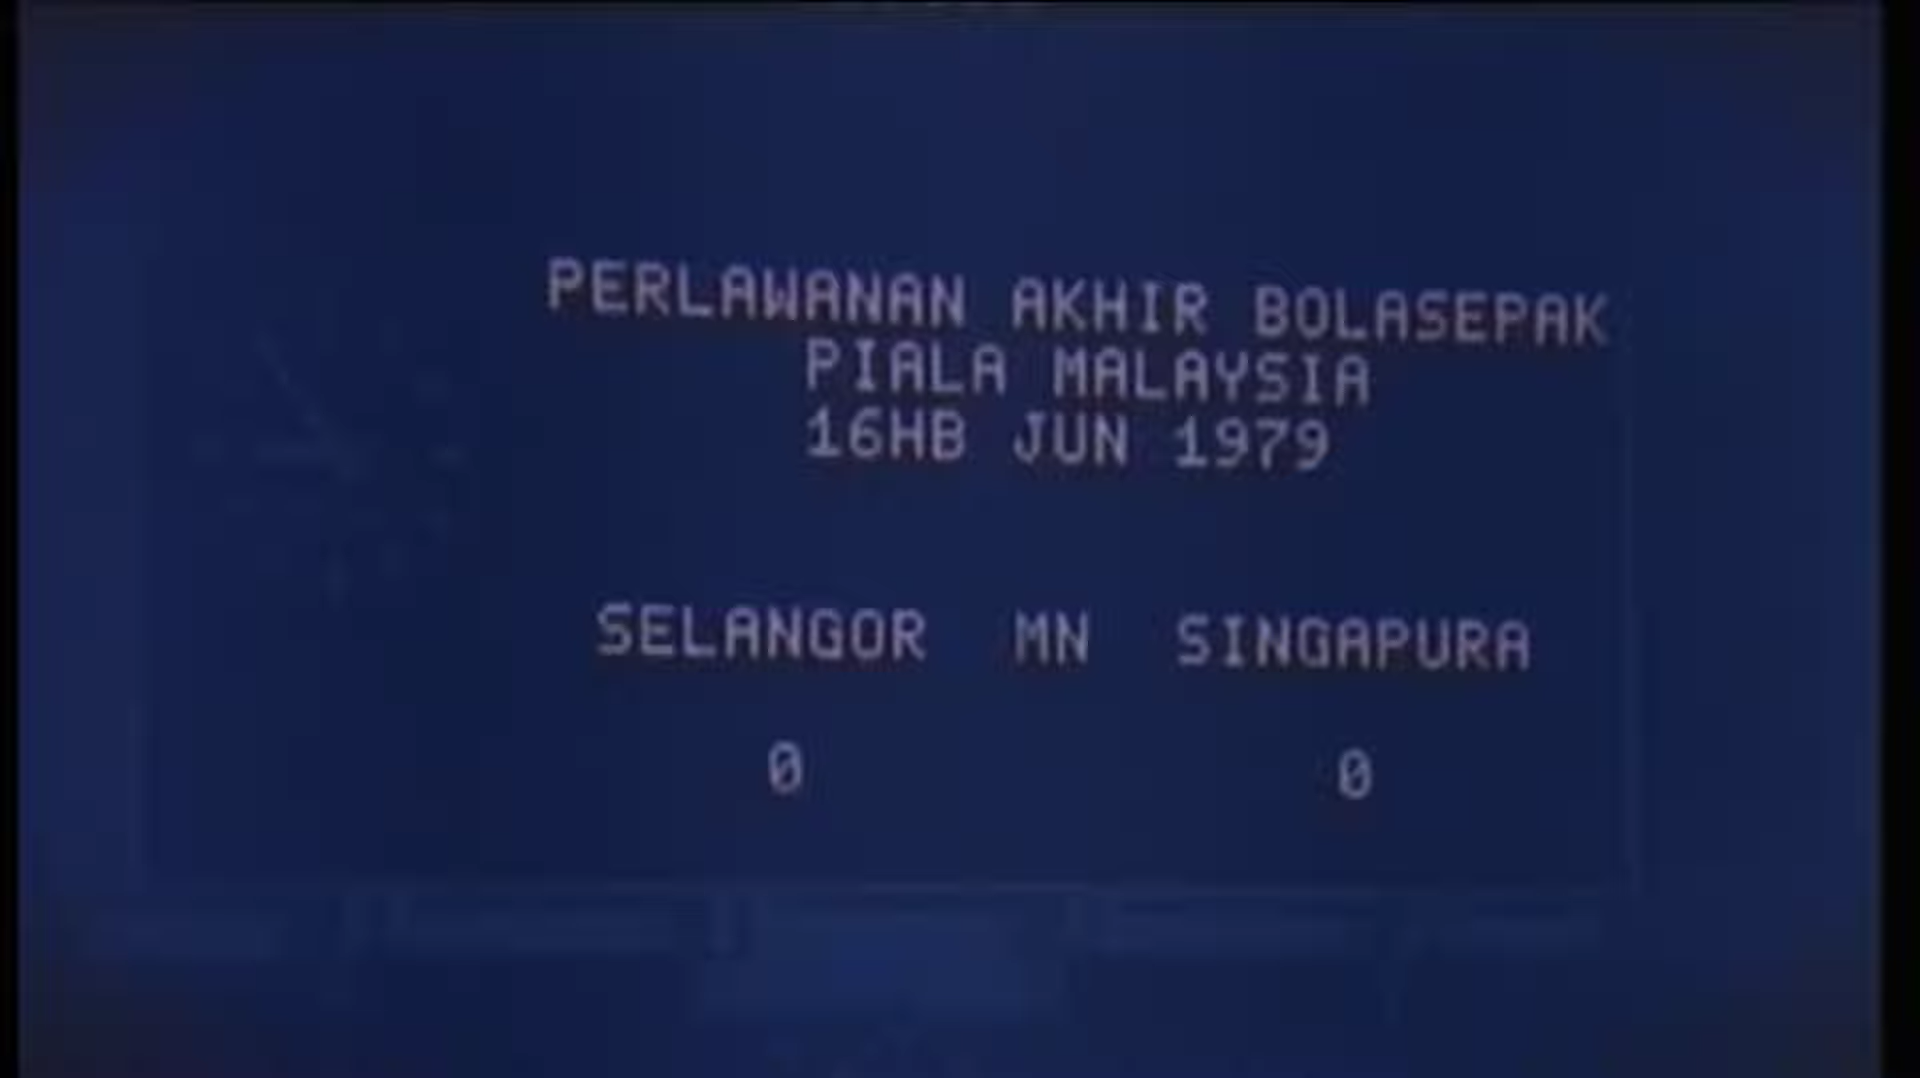 PERLAWANAN AKHIR BOLASEPAK
PIALA MALAYSIA
16HB JUN 1979
SELANGOR MN SINGAPURA
0 0